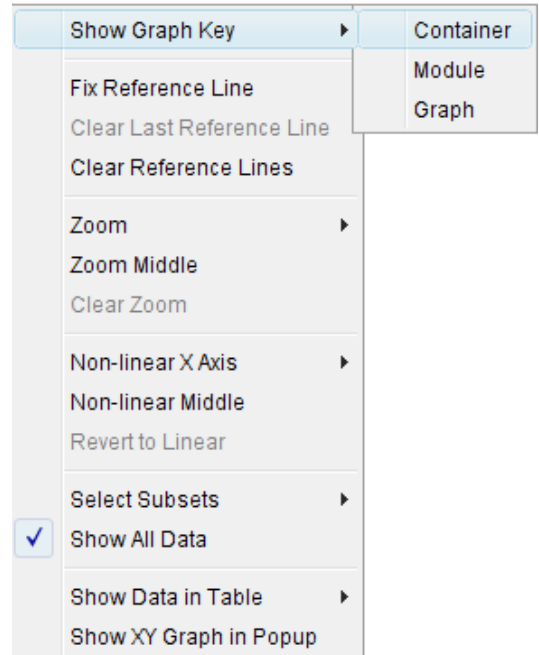 Show Graph Key
Container
Module
Graph
Fix Reference Line
Clear Last Reference Line
Clear Reference Lines
Zoom
Zoom Middle
Clear Zoom
Non-linear X Axis
Non-linear Middle
Revert to Linear
Select Subsets
Show All Data
Show Data in Table
Show XY Graph in Popup